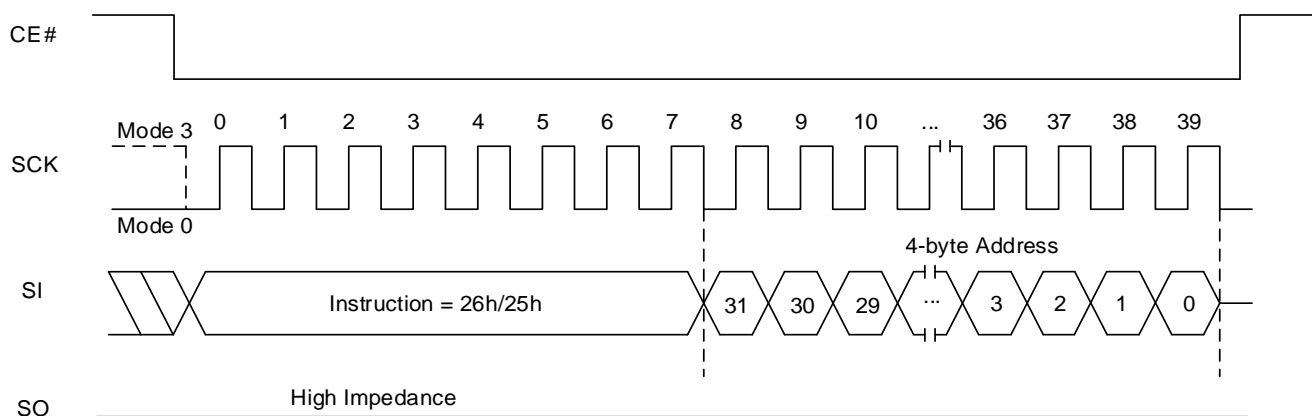 CE#
Mode 3 0 1 2 3 4 5 6 7 8 9 10 ... 36 37 38 39
SCK
Mode 0
4-byte Address
SI Instruction = 26h/25h 31 30 29 ... 3 2 1 0
High Impedance
SO